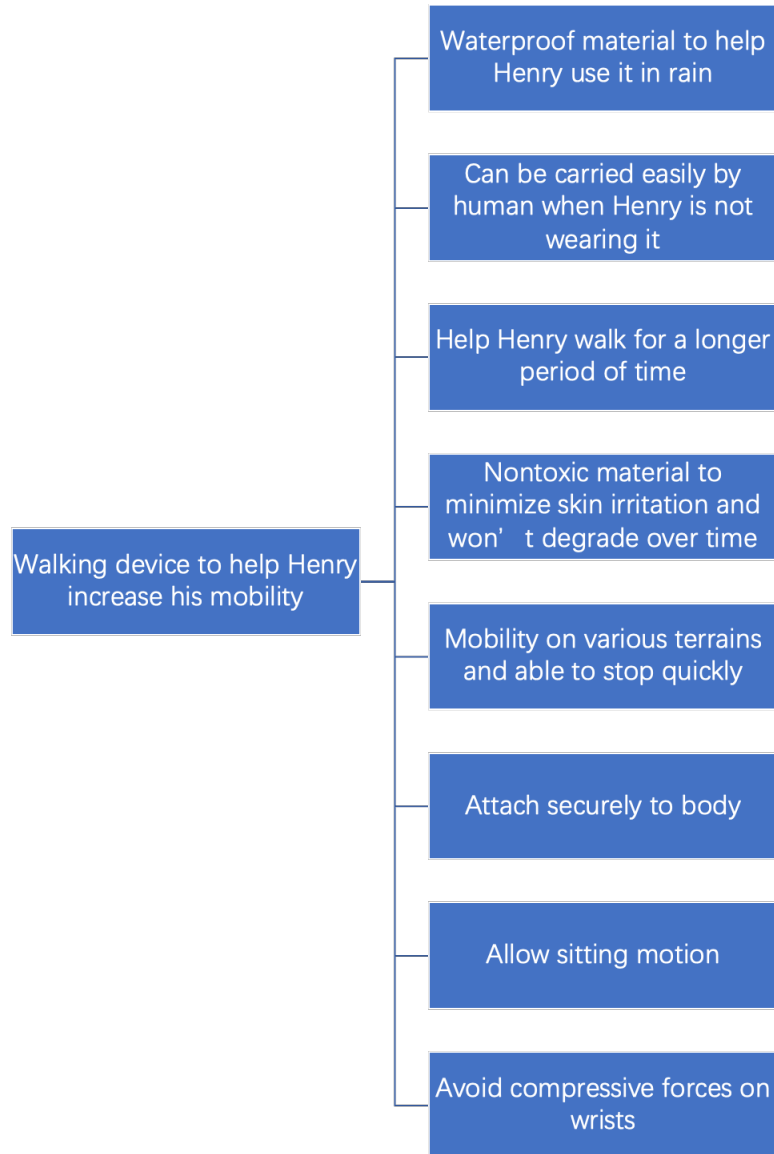 Waterproof material to help
Henry use it in rain
Can be carried easily by
human when Henry is not
wearing it
Help Henry walk for a longer
period of time
Nontoxic material to
minimize skin irritation and
won’ t degrade over time
Walking device to help Henry
increase his mobility
Mobility on various terrains
and able to stop quickly
Attach securely to body
Allow sitting motion
Avoid compressive forces on
wrists